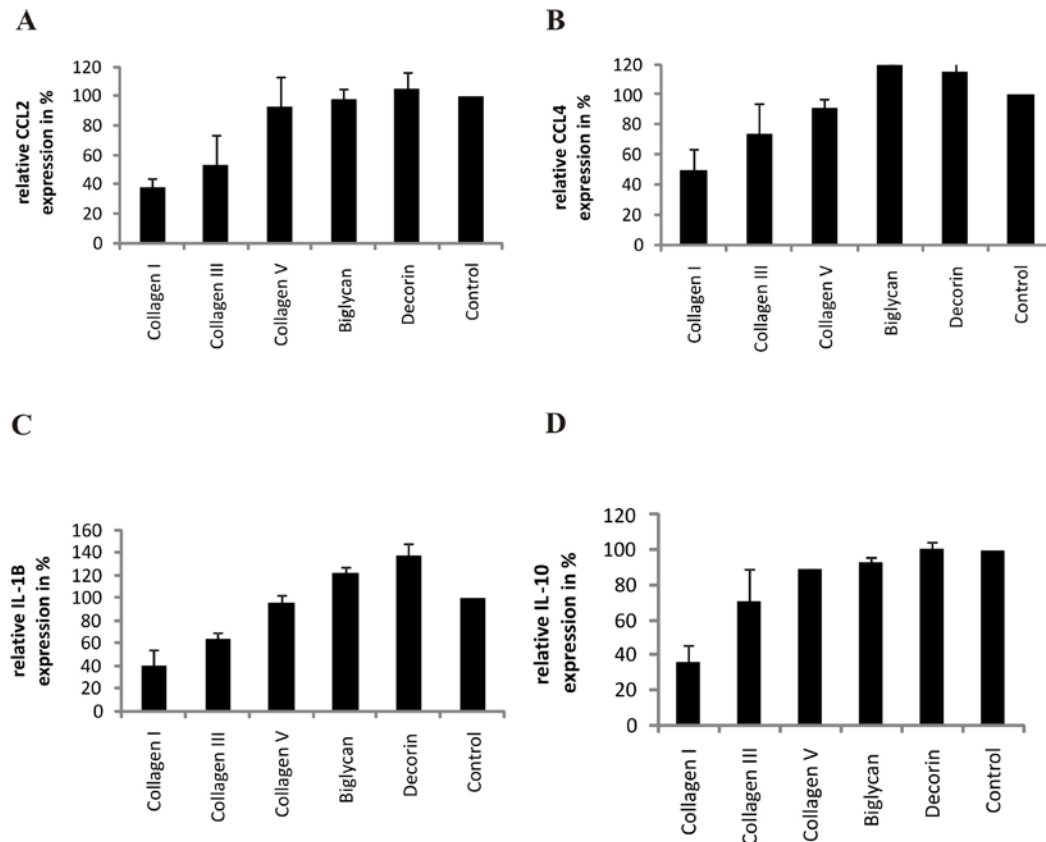 A
relative CCL2
expression in %
120
100
80
60
40
20
0
Collagen I
Collagen III
Collagen V
Biglycan
Decorin
Control
B
relative CCL4
expression in %
120
100
80
60
40
20
0
Collagen I
Collagen III
Collagen V
Biglycan
Decorin
Control
C
relative IL-1B
expression in %
160
140
120
100
80
60
40
20
0
Collagen I
Collagen III
Collagen V
Biglycan
Decorin
Control
D
relative IL-10
expression in %
120
100
80
60
40
20
0
Collagen I
Collagen III
Collagen V
Biglycan
Decorin
Control